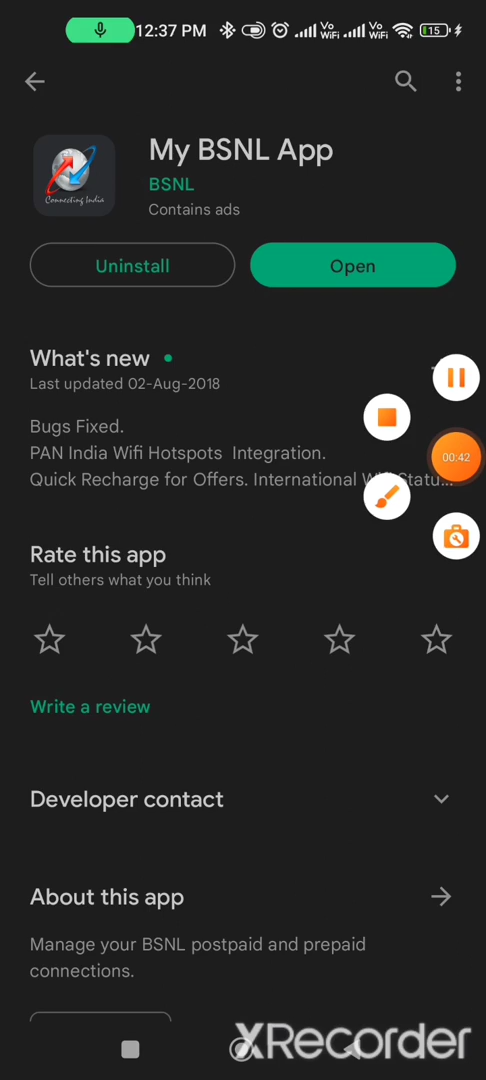 12:37 PM Vo WiFi Vo WiFi 15
My BSNL App
BSNL
Connecting India
Contains ads
Uninstall
Open
What's new
Last updated 02-Aug-2018
Bugs Fixed.
PAN India Wifi Hotspots Integration.
Quick Recharge for Offers. International
00:42
Rate this app
Tell others what you think
Write a review
Developer contact
About this app
Manage your BSNL postpaid and prepaid
connections.
XRecorder